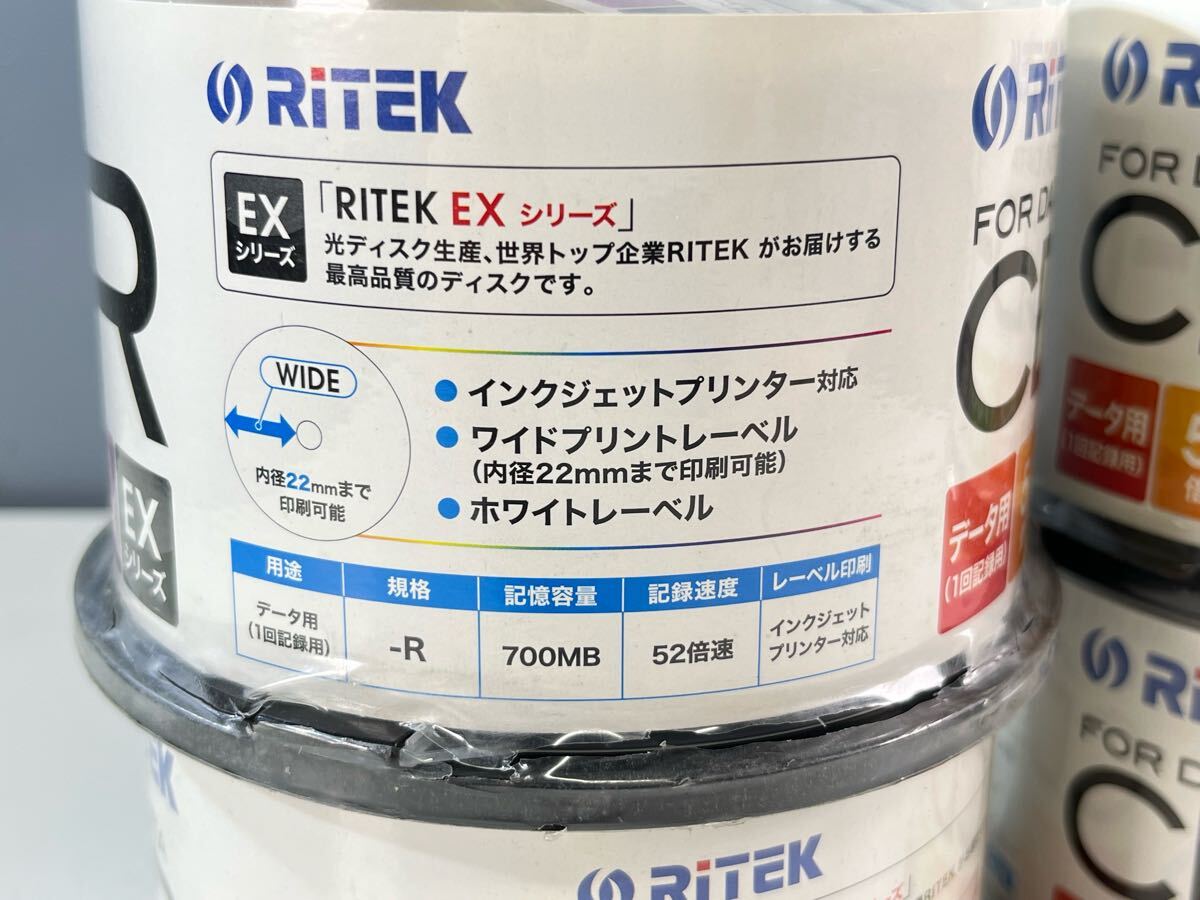 RiTEK
EX
シリーズ
「RITEK EX シリーズ」
光ディスク生産、世界トップ企業RITEK がお届けする
最高品質のディスクです。
WIDE
内径22mmまで
印刷可能
インクジェットプリンター対応
ワイドプリントレーベル
(内径22mmまで印刷可能)
ホワイトレーベル
用途 規格 記憶容量 記録速度 レーベル印刷
データ用
(1回記録用)
-R 700MB 52倍速
インクジェット
プリンター対応
R
EX
シリーズ
FOR
データ用
(1回記録用)
FOR
データ用
(1回記録用)
RiTEK
FOR